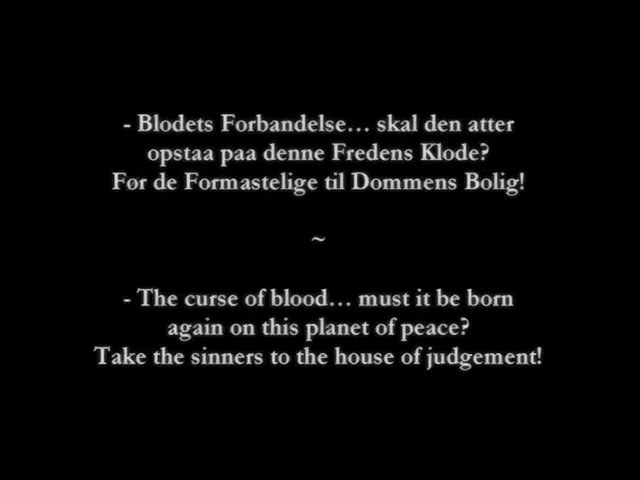 - Blodets Forbandelse... skal den atter
opstaa paa denne Fredens Klode?
Før de Formastelige til Dommens Bolig!
~
- The curse of blood... must it be born
again on this planet of peace?
Take the sinners to the house of judgement!